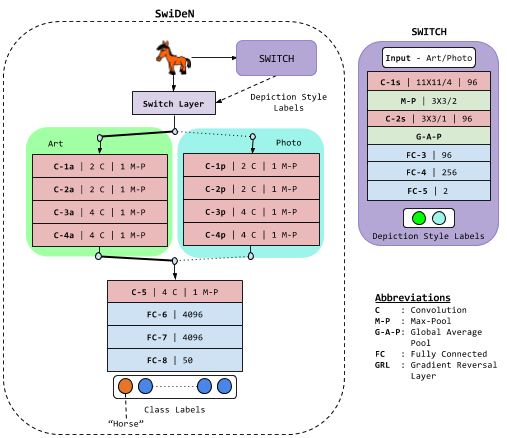 SwiDeN
SWITCH
Switch Layer
Depiction Style
Labels
Art
C-1a | 2 C | 1 M-P
C-2a | 2 C | 1 M-P
C-3a | 4 C | 1 M-P
C-4a | 4 C | 1 M-P
Photo
C-1p | 2 C | 1 M-P
C-2p | 2 C | 1 M-P
C-3p | 4 C | 1 M-P
C-4p | 4 C | 1 M-P
C-5 | 4 C | 1 M-P
FC-6 | 4096
FC-7 | 4096
FC-8 | 50
Class Labels
“Horse”
SWITCH
Input - Art/Photo
C-1s | 11X11/4 | 96
M-P | 3X3/2
C-2s | 3X3/1 | 96
G-A-P
FC-3 | 96
FC-4 | 256
FC-5 | 2
Depiction Style Labels
Abbreviations
C : Convolution
M-P : Max-Pool
G-A-P: Global Average
Pool
FC : Fully Connected
GRL : Gradient Reversal
Layer